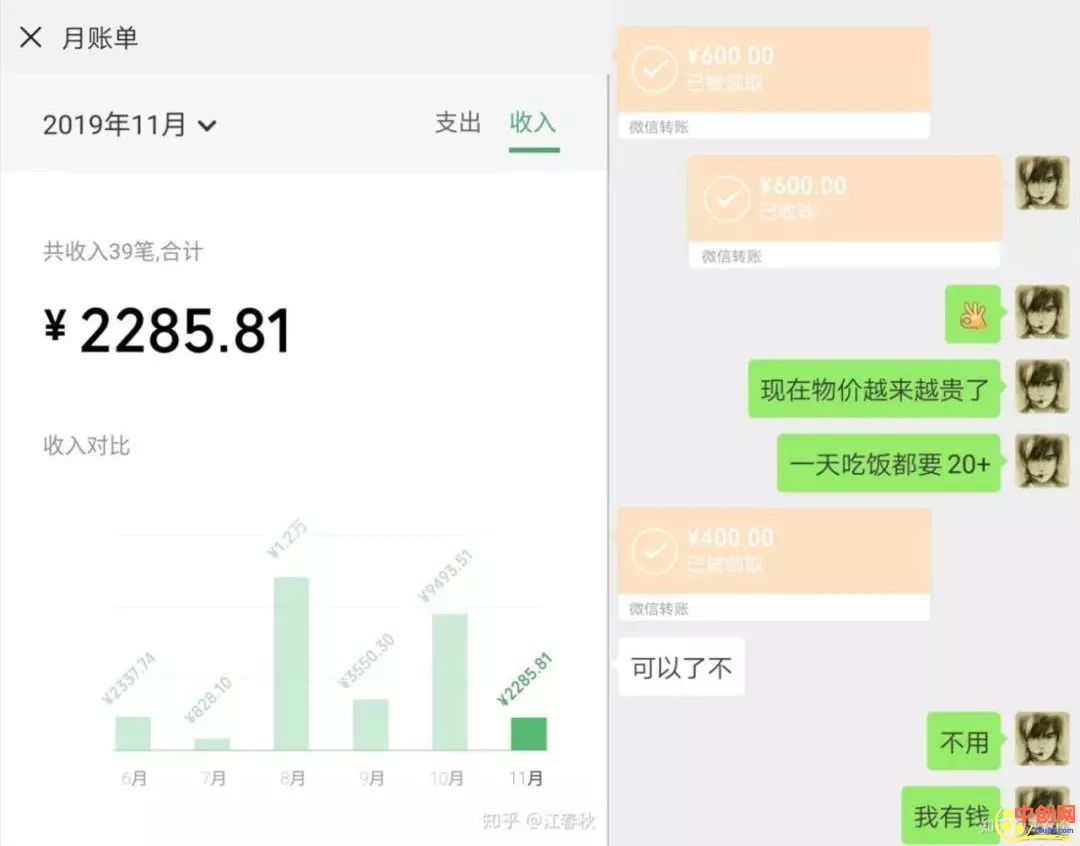 月账单
2019年11月
支出
收入
共收入39笔,合计
¥2285.81
收入对比
¥2337.74
¥828.10
¥1.2万
¥3550.30
¥9493.51
¥2285.81
6月
7月
8月
9月
10月
11月
知乎 @江春秋
¥600.00
已被领取
微信转账
¥600.00
已收钱
微信转账
现在物价越来越贵了
一天吃饭都要20+
¥400.00
已被领取
微信转账
可以了不
不用
我有钱
中创网